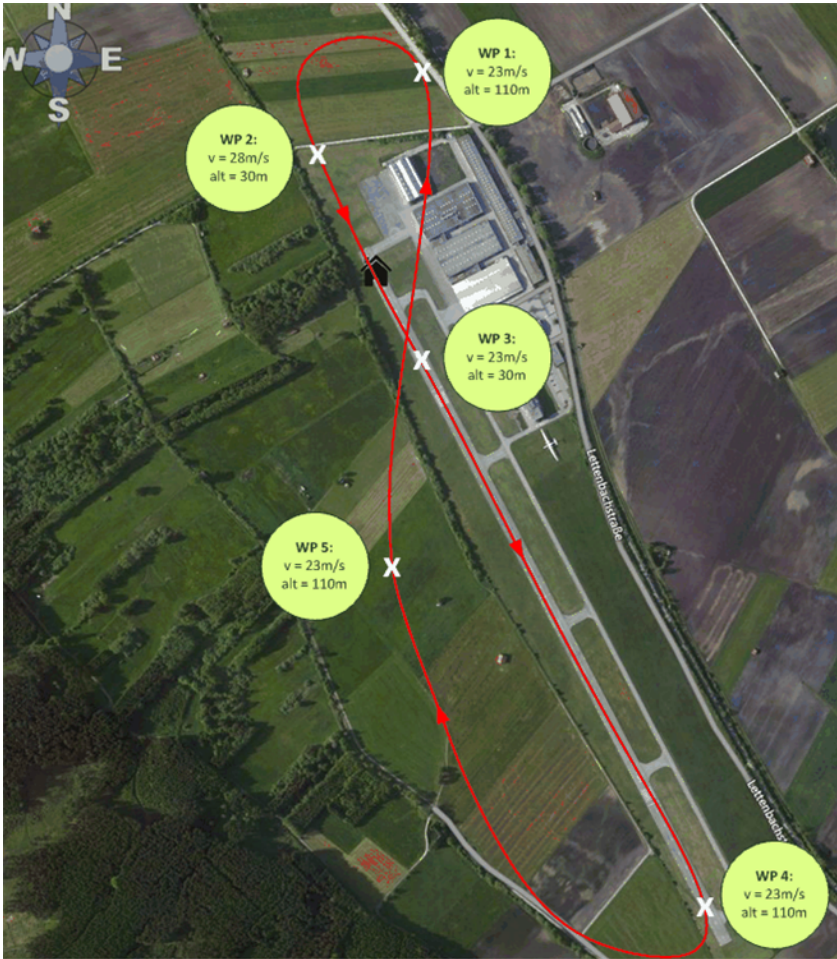 N
W E
S
WP 1:
v = 23m/s
alt = 110m
WP 2:
v = 28m/s
alt = 30m
WP 3:
v = 23m/s
alt = 30m
Lettenbachstraße
WP 5:
v = 23m/s
alt = 110m
WP 4:
v = 23m/s
alt = 110m